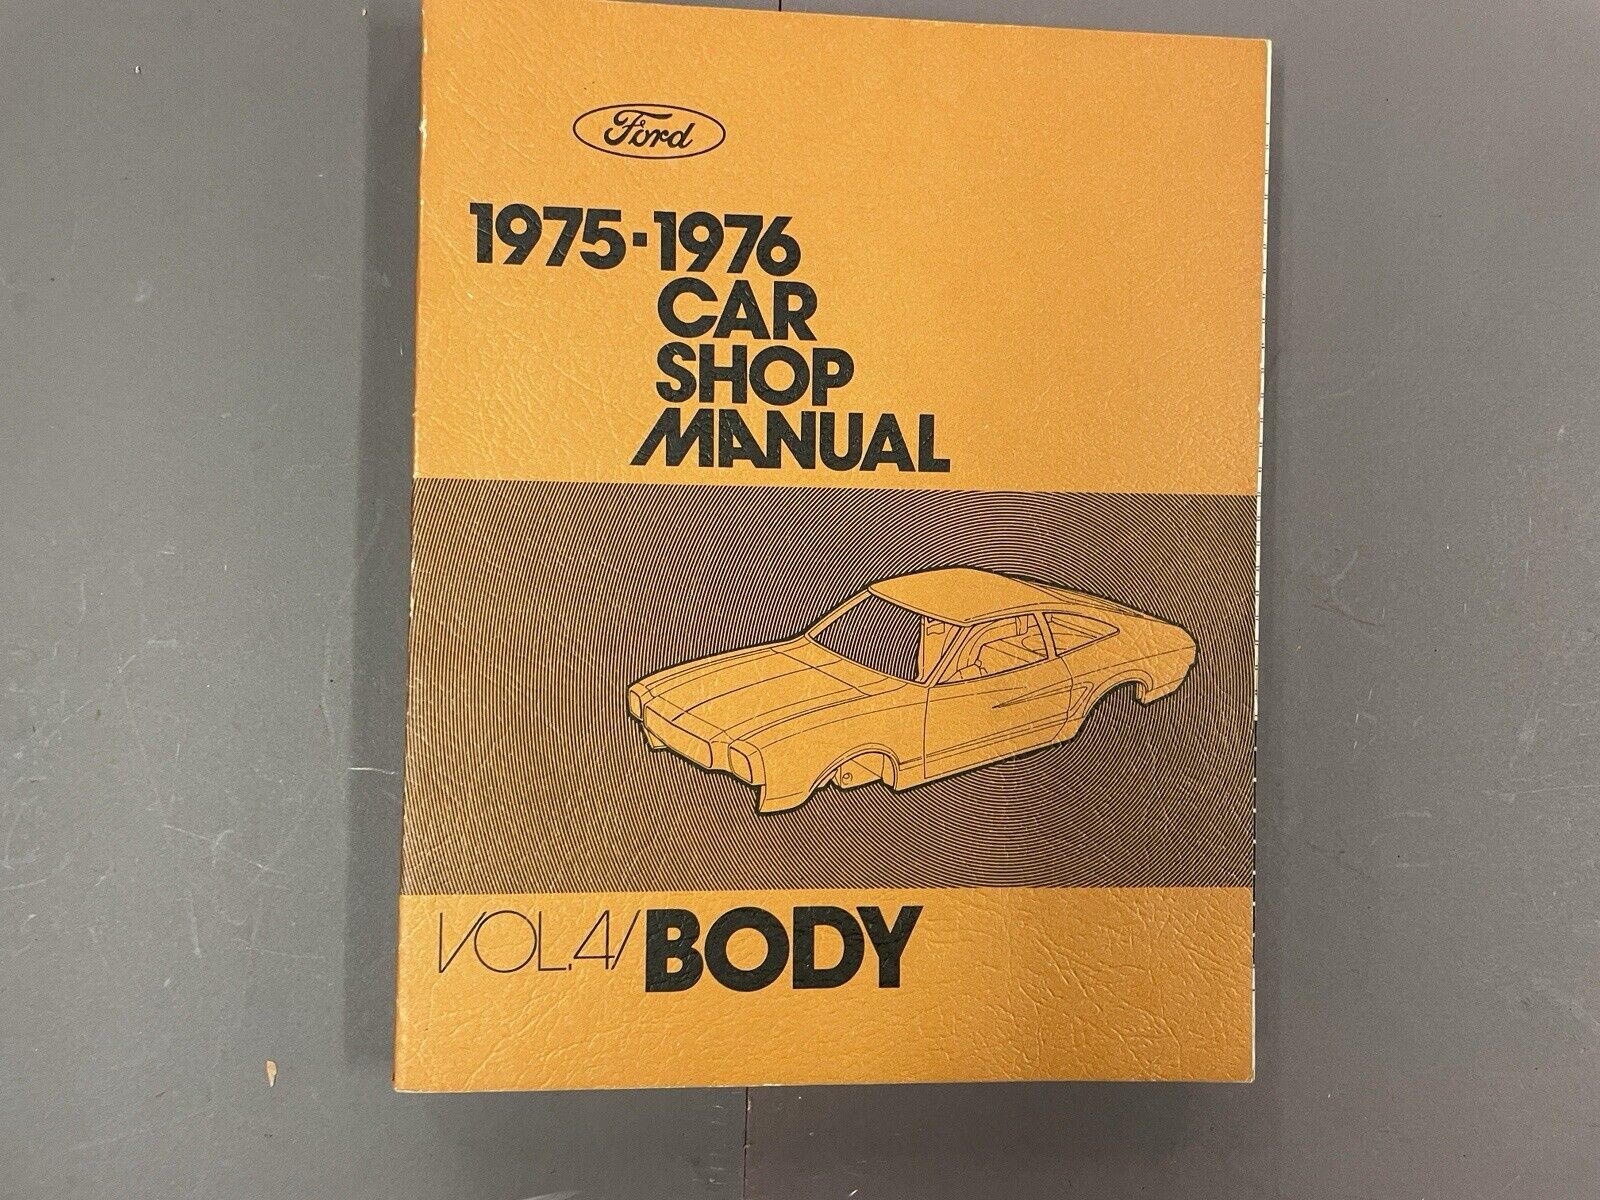 Ford
1975-1976
CAR
SHOP
MANUAL
VOL.4/BODY